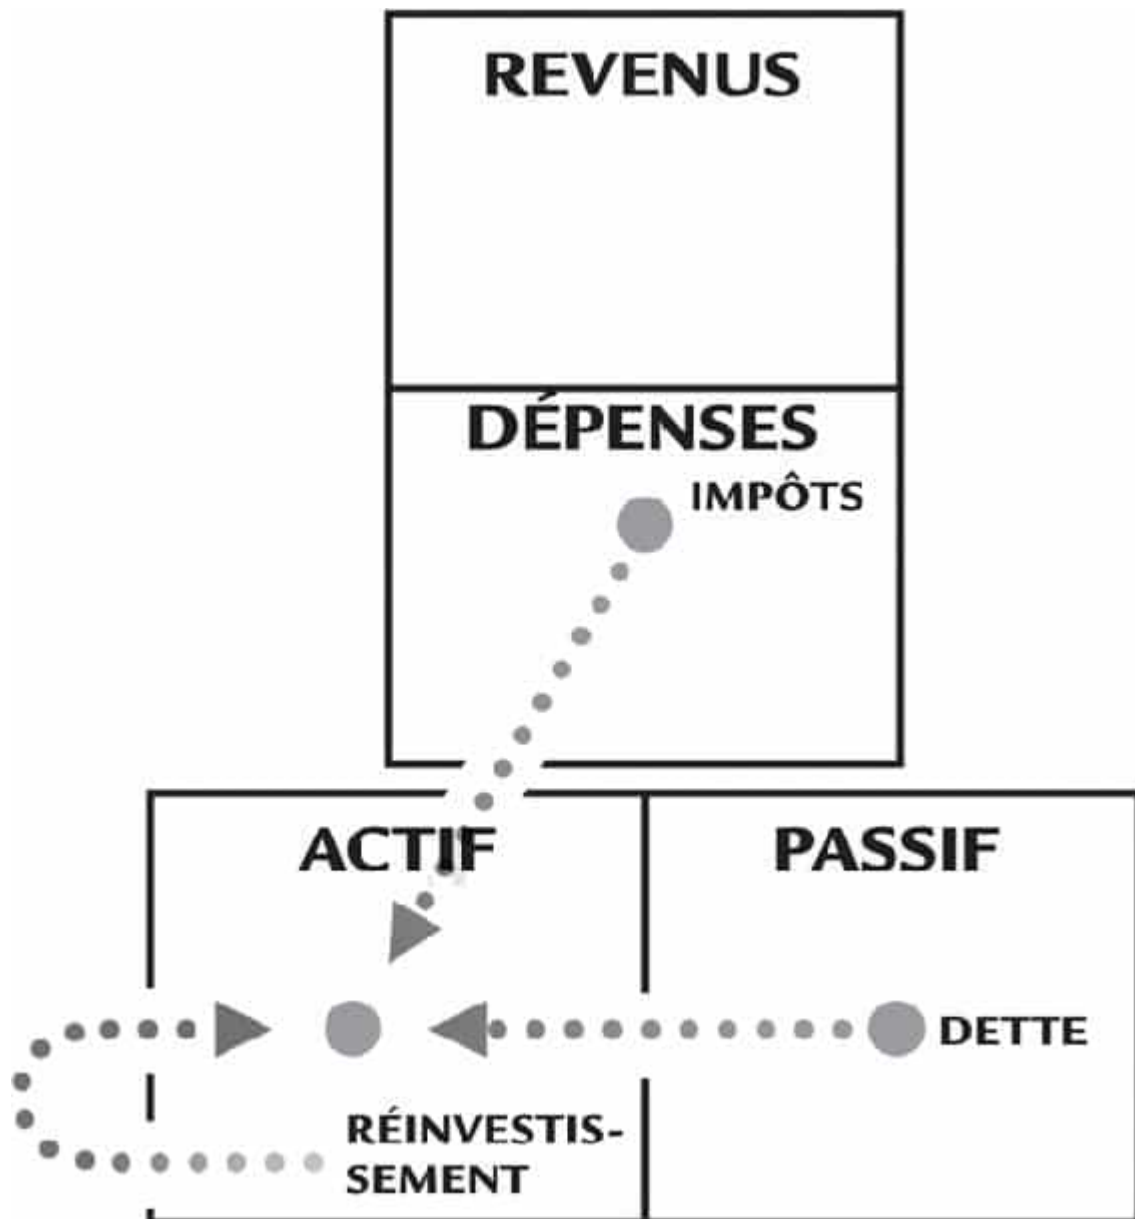 REVENUS
DÉPENSES
IMPÔTS
ACTIF
PASSIF
DETTE
RÉINVESTIS-
SEMENT